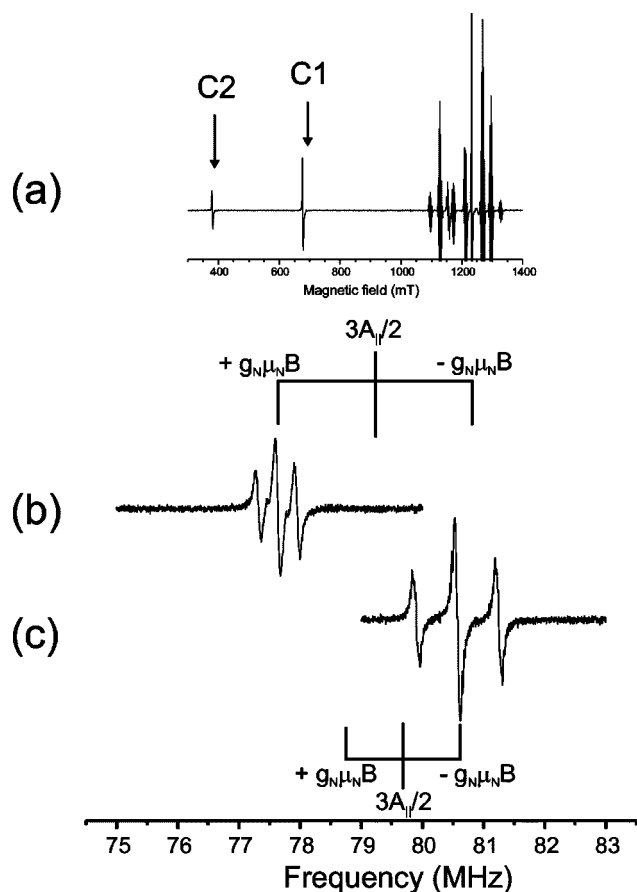 C2
C1
(a)
400 600 800 1000 1200 1400
Magnetic field (mT)
3A||/2
+ gNμNB - gNμNB
(b)
(c)
+ gNμNB - gNμNB
3A||/2
75 76 77 78 79 80 81 82 83
Frequency (MHz)